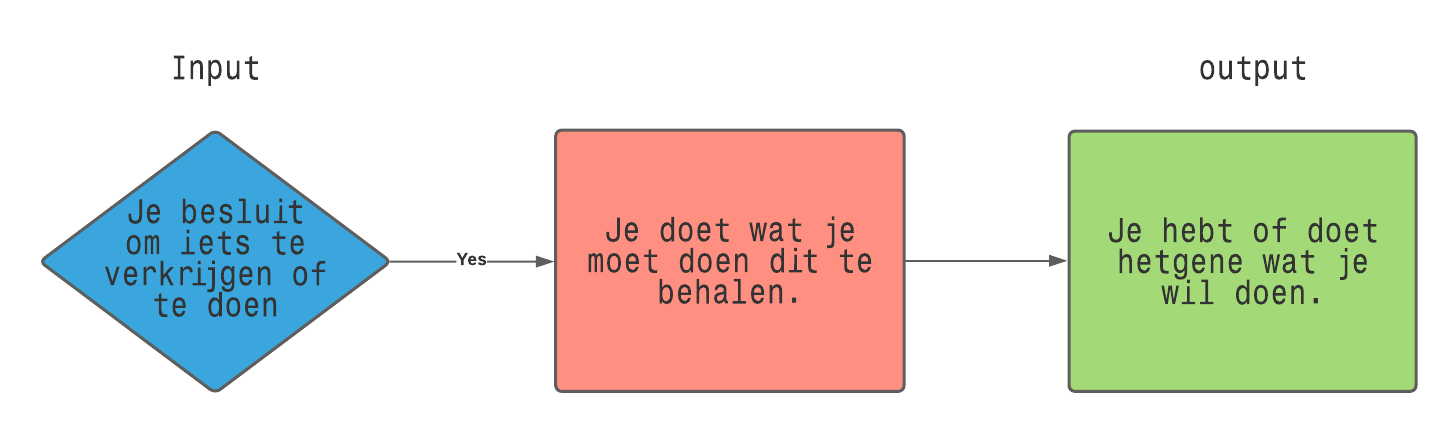 Input
output
Je besluit
om iets te
verkrijgen of
te doen
Yes
Je doet wat je
moet doen dit te
behalen.
Je hebt of doet
hetgene wat je
wil doen.